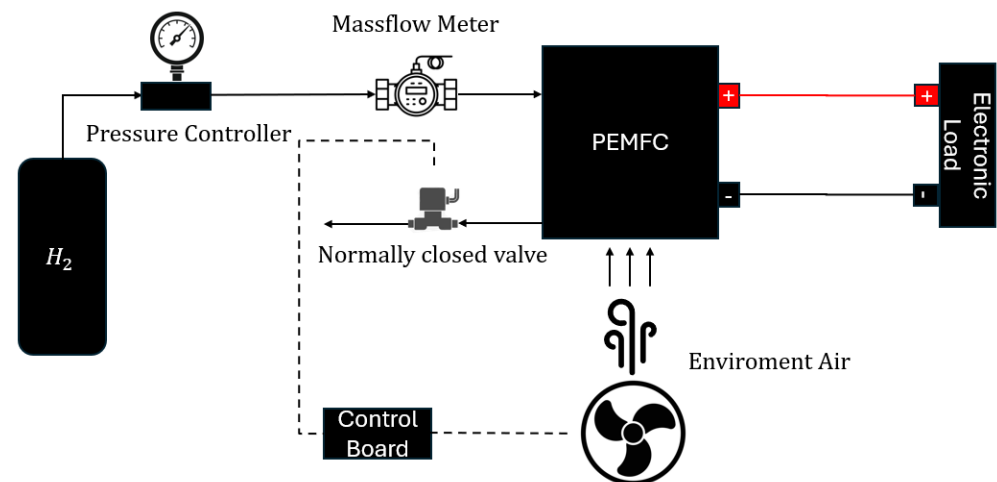 Massflow Meter
Pressure Controller
PEMFC
+
+
Electronic
Load
-
-
H₂
Normally closed valve
Enviroment Air
Control
Board